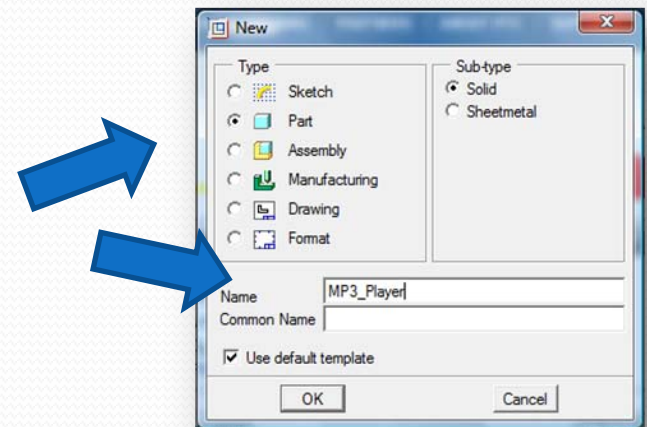 New
Type
Sketch
Part
Assembly
Manufacturing
Drawing
Format
Sub-type
Solid
Sheetmetal
Name MP3_Player
Common Name
Use default template
OK Cancel